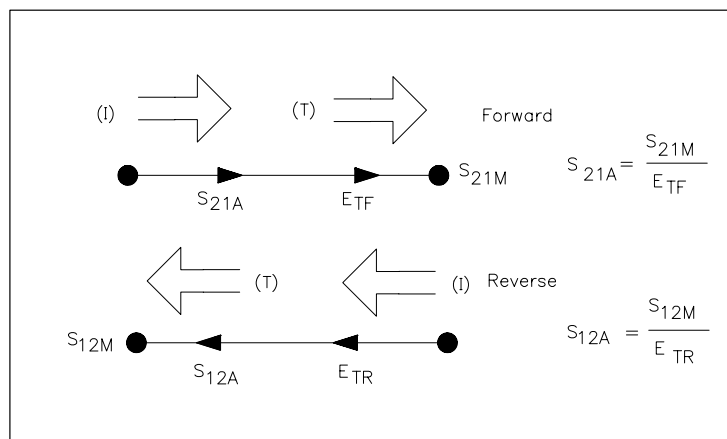 (I) (T) Forward
S21A ETF S21M
S21A = S21M / ETF
(T) (I) Reverse
S12M S12A ETR
S12A = S12M / ETR